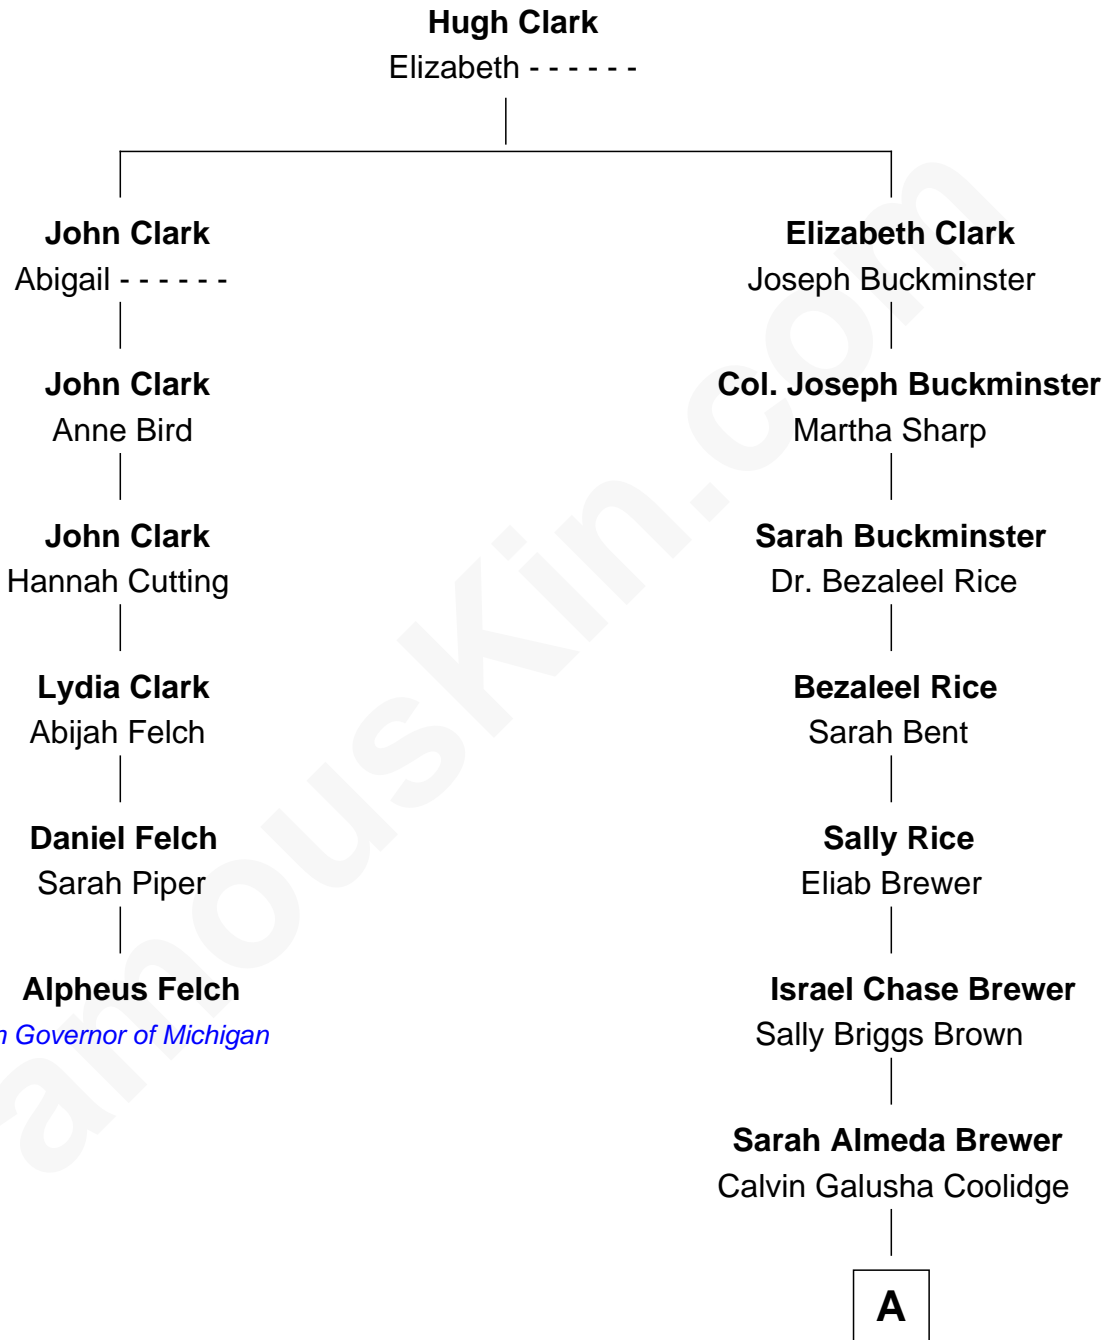 Hugh Clark
Elizabeth - - - - - -
John Clark
Abigail - - - - - -
John Clark
Anne Bird
John Clark
Hannah Cutting
Lydia Clark
Abijah Felch
Daniel Felch
Sarah Piper
Alpheus Felch
Governor of Michigan
Elizabeth Clark
Joseph Buckminster
Col. Joseph Buckminster
Martha Sharp
Sarah Buckminster
Dr. Bezaleel Rice
Bezaleel Rice
Sarah Bent
Sally Rice
Eliab Brewer
Israel Chase Brewer
Sally Briggs Brown
Sarah Almeda Brewer
Calvin Galusha Coolidge
A
amouskin.com